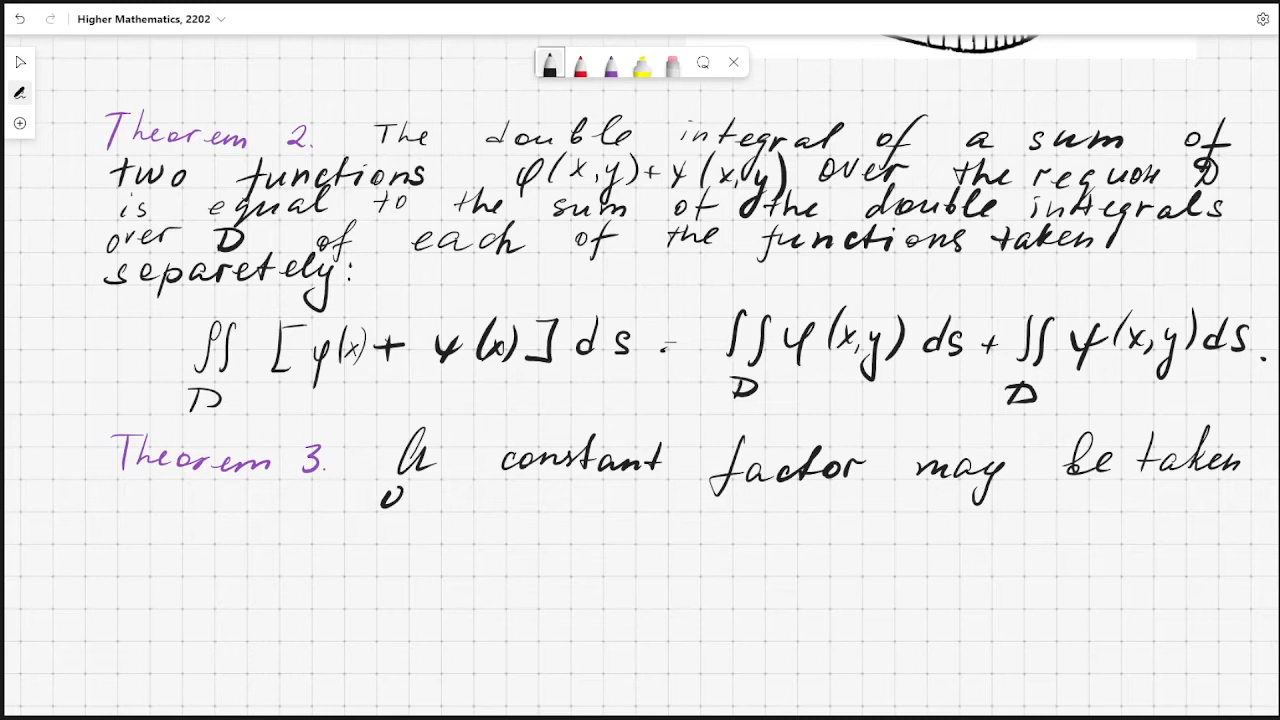 Higher Mathematics, 2202
Theorem 2. The double integral of a sum of
two functions φ(x,y)+ψ(x,y) over the region D
is equal to the sum of the double integrals
over D of each of the functions taken
separetely:
∬ [φ(x)+ψ(x)] ds = ∬ φ(x,y) ds + ∬ ψ(x,y) ds.
D D D
Theorem 3. A constant factor may be taken